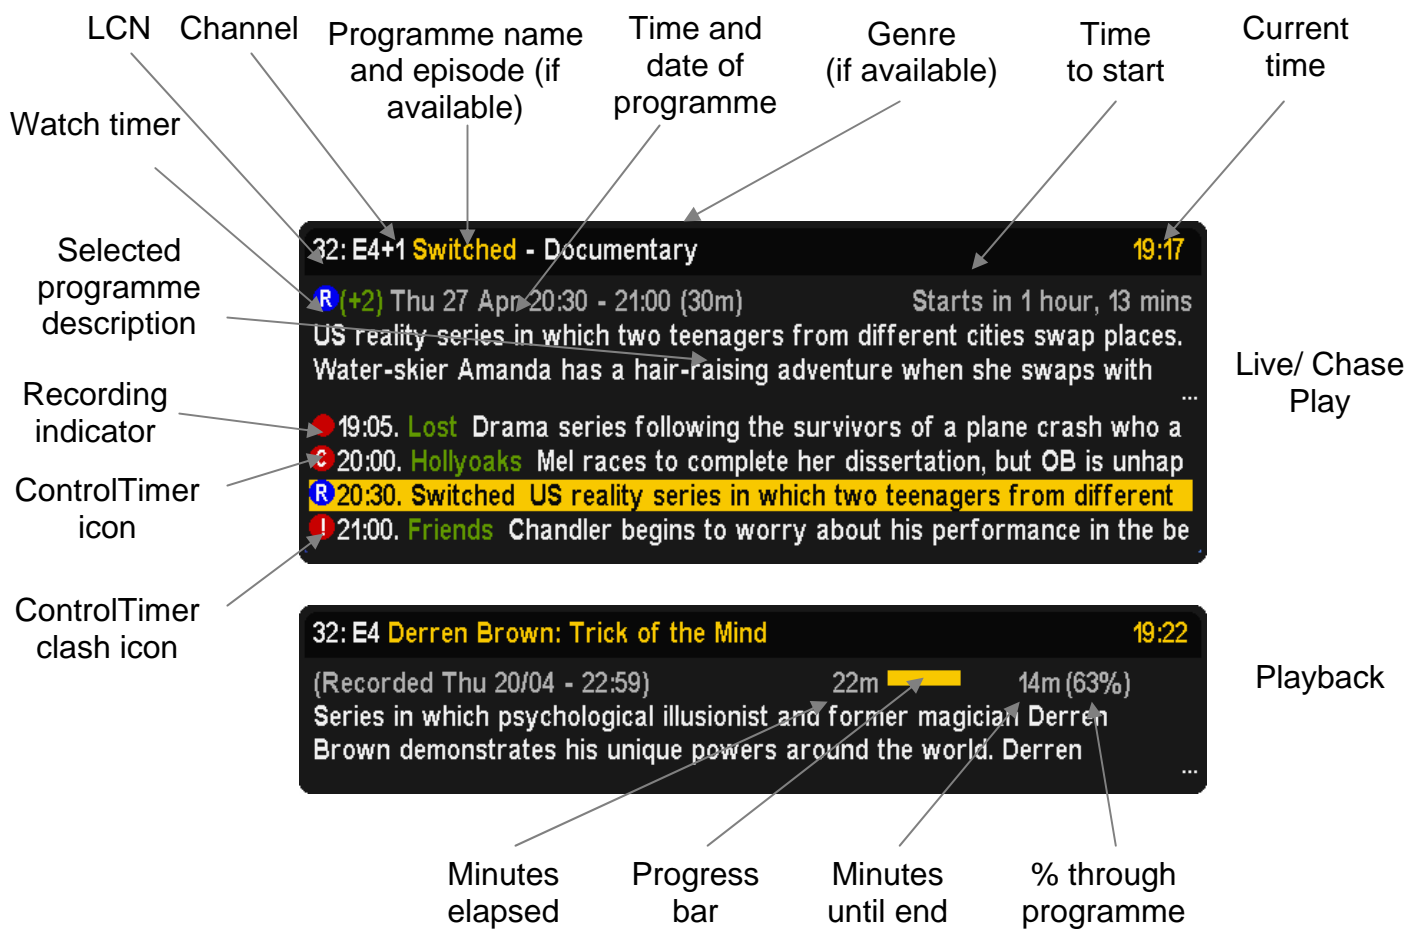 LCN
Channel
Programme name
and episode (if
available)
Time and
date of
programme
Genre
(if available)
Time
to start
Current
time
Watch timer
Selected
programme
description
Recording
indicator
ControlTimer
icon
ControlTimer
clash icon
32: E4+1 Switched - Documentary 19:17
R (+2) Thu 27 Apr 20:30 - 21:00 (30m) Starts in 1 hour, 13 mins
US reality series in which two teenagers from different cities swap places.
Water-skier Amanda has a hair-raising adventure when she swaps with
...
19:05. Lost Drama series following the survivors of a plane crash who a
C 20:00. Hollyoaks Mel races to complete her dissertation, but OB is unhap
R 20:30. Switched US reality series in which two teenagers from different
! 21:00. Friends Chandler begins to worry about his performance in the be
Live/ Chase
Play
32: E4 Derren Brown: Trick of the Mind 19:22
(Recorded Thu 20/04 - 22:59) 22m 14m (63%)
Series in which psychological illusionist and former magician Derren
Brown demonstrates his unique powers around the world. Derren
...
Playback
Minutes
elapsed
Progress
bar
Minutes
until end
% through
programme